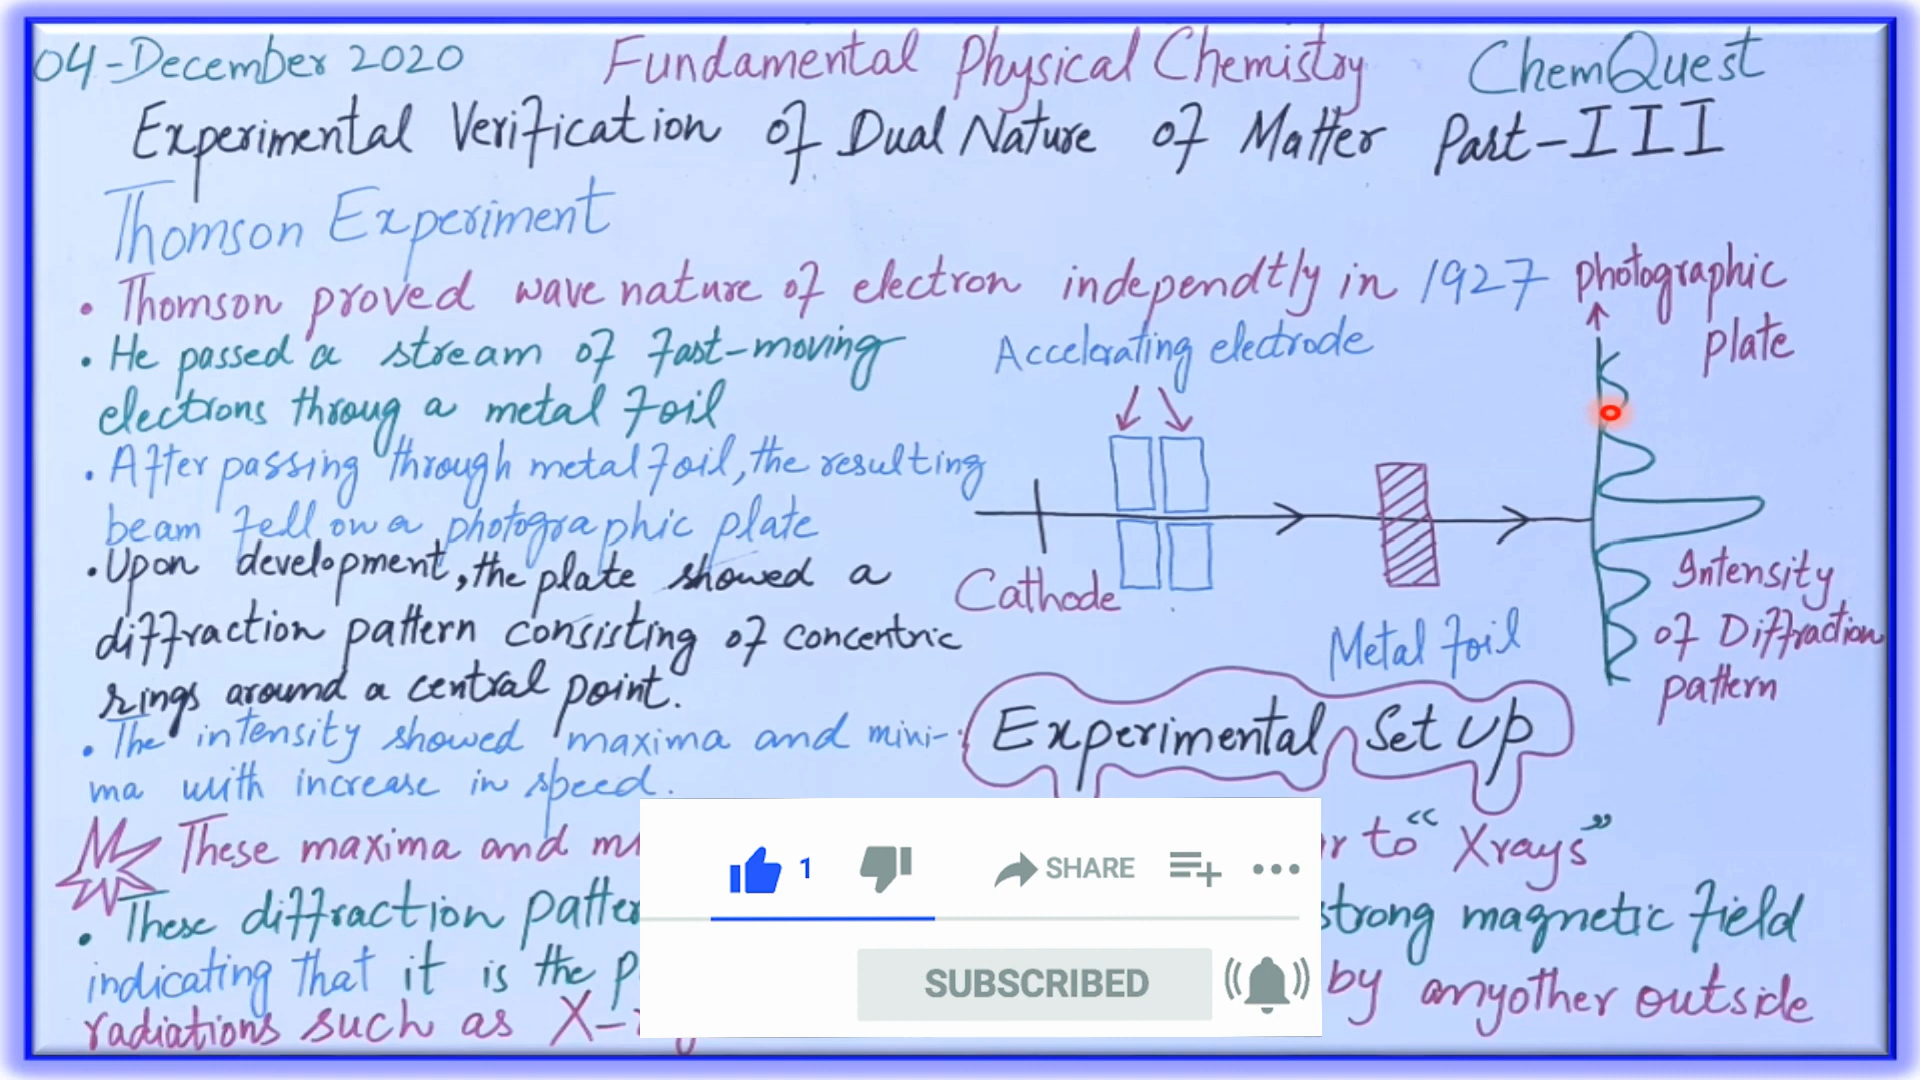 04-December 2020 Fundamental Physical Chemistry ChemQuest
Experimental Verification of Dual Nature of Matter Part-III
Thomson Experiment
• Thomson proved wave nature of electron independtly in 1927
• He passed a stream of fast-moving
electrons throug a metal foil
• After passing through metal foil, the resulting
beam fell on a photographic plate
• Upon development, the plate showed a
diffraction pattern consisting of concentric
rings around a central point.
• The intensity showed maxima and mini-
ma with increase in speed.
photographic
plate
Accelerating electrode
Cathode
Metal foil
Intensity
of Diffraction
pattern
Experimental Set Up
These maxima and m r to "Xrays"
• These diffraction patter strong magnetic field
indicating that it is the p by anyother outside
radiations such as X-
1
SHARE
SUBSCRIBED